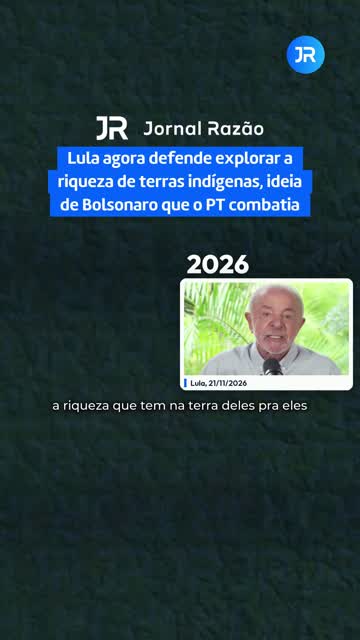 JR
JR Jornal Razão
Lula agora defende explorar a
riqueza de terras indígenas, ideia
de Bolsonaro que o PT combatia
2026
Lula, 21/11/2026
a riqueza que tem na terra deles pra eles